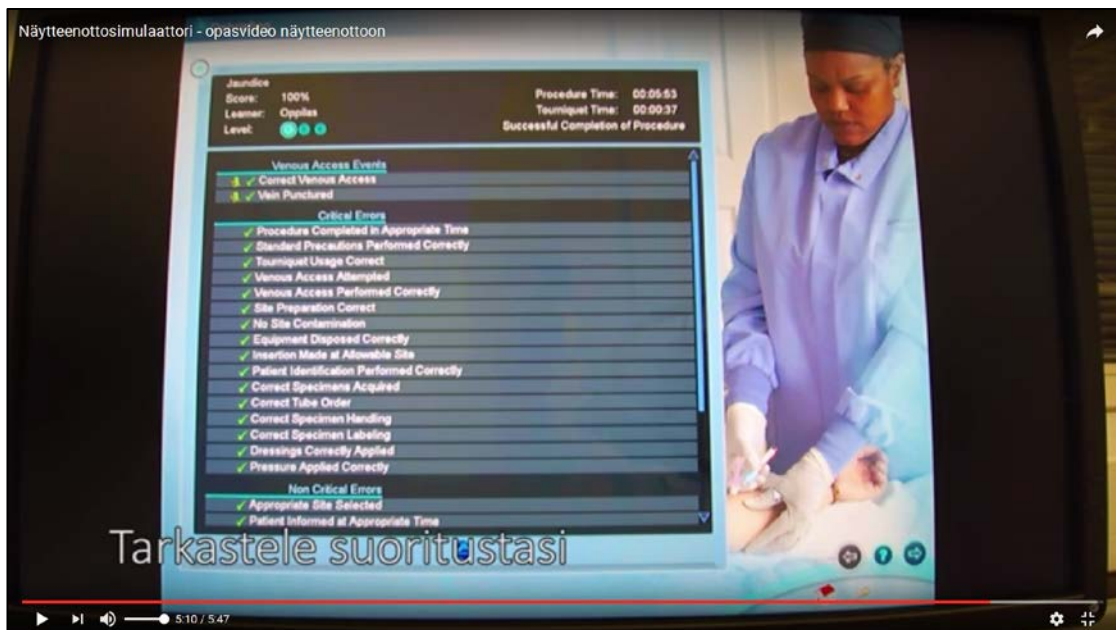 Näytteenottosimulaattori - opasvideo näytteenottoon
Jaundice
Score: 100%
Learner: Oppilas
Level:
Procedure Time: 00:05:53
Tourniquet Time: 00:00:37
Successful Completion of Procedure
Venous Access Events
Correct Venous Access
Vein Punctured
Critical Errors
Procedure Completed in Appropriate Time
Standard Precautions Performed Correctly
Tourniquet Usage Correct
Venous Access Attempted
Venous Access Performed Correctly
Site Preparation Correct
No Site Contamination
Equipment Disposed Correctly
Insertion Made at Allowable Site
Patient Identification Performed Correctly
Correct Specimens Acquired
Correct Tube Order
Correct Specimen Handling
Correct Specimen Labeling
Dressings Correctly Applied
Pressure Applied Correctly
Non Critical Errors
Appropriate Site Selected
Patient Informed at Appropriate Time
Tarkastele suoritustasi
5:10 / 5:47